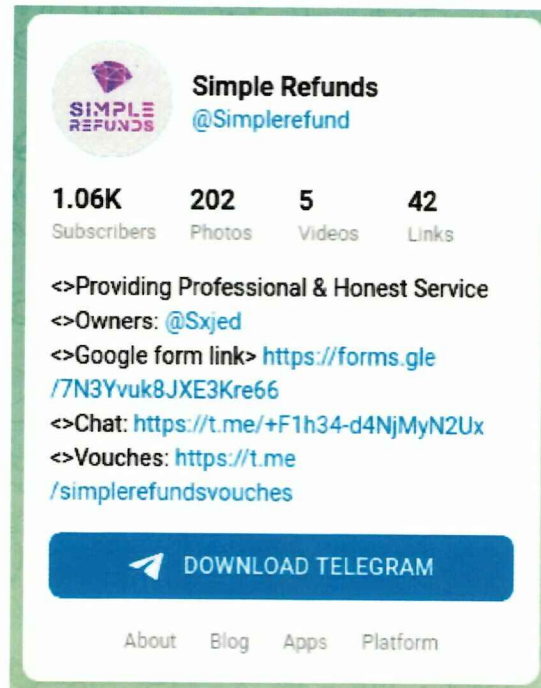 SIMPLE
REFUNDS
Simple Refunds
@Simplerefund
1.06K 202 5 42
Subscribers Photos Videos Links
<>Providing Professional & Honest Service
<>Owners: @Sxjed
<>Google form link> https://forms.gle
/7N3Yvuk8JXE3Kre66
<>Chat: https://t.me/+F1h34-d4NjMyN2Ux
<>Vouches: https://t.me
/simplerefundsvouches
DOWNLOAD TELEGRAM
About Blog Apps Platform